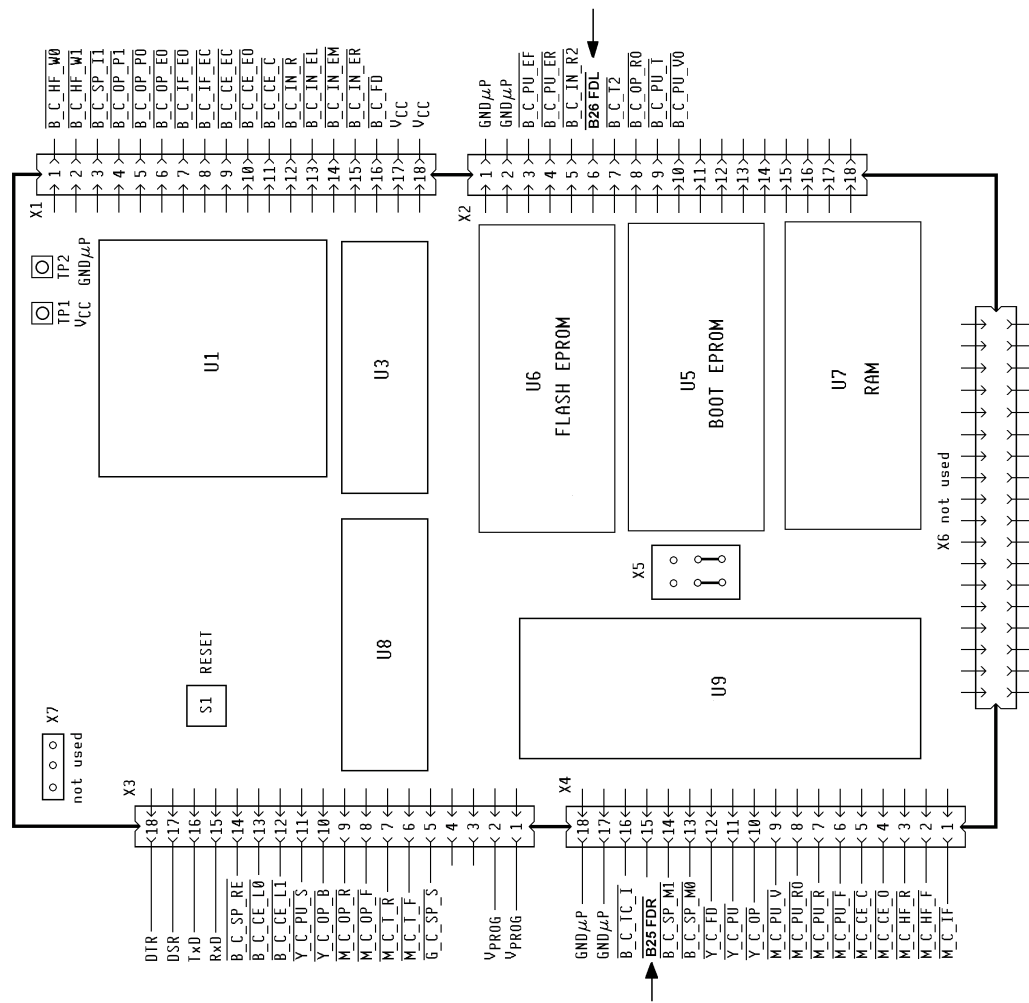 X1
1 B_C_HF_W0
2 B_C_HF_W1
3 B_C_SP_I1
4 B_C_OP_P1
5 B_C_OP_PO
6 B_C_OP_EO
7 B_C_IF_EO
8 B_C_IF_EC
9 B_C_CE_EC
10 B_C_CE_EO
11 B_C_CE_C
12 B_C_IN_R
13 B_C_IN_EL
14 B_C_IN_EM
15 B_C_IN_ER
16 B_C_FD
17 VCC
18 VCC
X2
1 GNDµP
2 GNDµP
3 B_C_PU_EF
4 B_C_PU_ER
5 B_C_IN_R2
6 B26 FDL
7 B_C_T2
8 B_C_OP_RO
9 B_C_PU_T
10 B_C_PU_VO
11
12
13
14
15
16
17
18
TP2 GNDµP
TP1 VCC
U1
U3
U6
FLASH EPROM
U5
BOOT EPROM
U7
RAM
X6 not used
X5
U8
U9
S1 RESET
X7
not used
X3
18 DTR
17 DSR
16 TxD
15 RxD
14 B_C_SP_RE
13 B_C_CE_L0
12 B_C_CE_L1
11 Y_C_PU_S
10 Y_C_OP_B
9 M_C_OP_R
8 M_C_OP_F
7 M_C_T_R
6 M_C_T_F
5 G_C_SP_S
4
3
2 VPROG
1 VPROG
X4
18 GNDµP
17 GNDµP
16 B_C_TC_I
15 B25 FDR
14 B_C_SP_M1
13 B_C_SP_M0
12 Y_C_FD
11 Y_C_PU
10 Y_C_OP
9 M_C_PU_V
8 M_C_PU_RO
7 M_C_PU_R
6 M_C_PU_F
5 M_C_CE_C
4 M_C_CE_O
3 M_C_HF_R
2 M_C_HF_F
1 M_C_IF